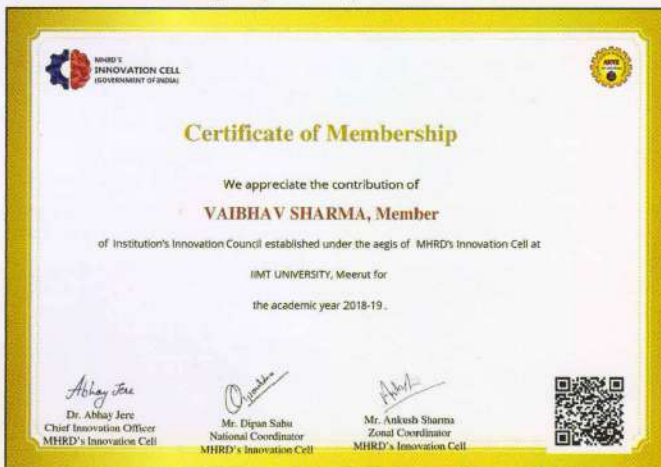 MHRD'S
INNOVATION CELL
(GOVERNMENT OF INDIA)
Certificate of Membership
We appreciate the contribution of
VAIBHAV SHARMA, Member
of Institution's Innovation Council established under the aegis of MHRD's Innovation Cell at
IIMT UNIVERSITY, Meerut for
the academic year 2018-19 .
Abhay Jere
Dr. Abhay Jere
Chief Innovation Officer
MHRD's Innovation Cell
Mr. Dipan Sahu
National Coordinator
MHRD's Innovation Cell
Mr. Ankush Sharma
Zonal Coordinator
MHRD's Innovation Cell